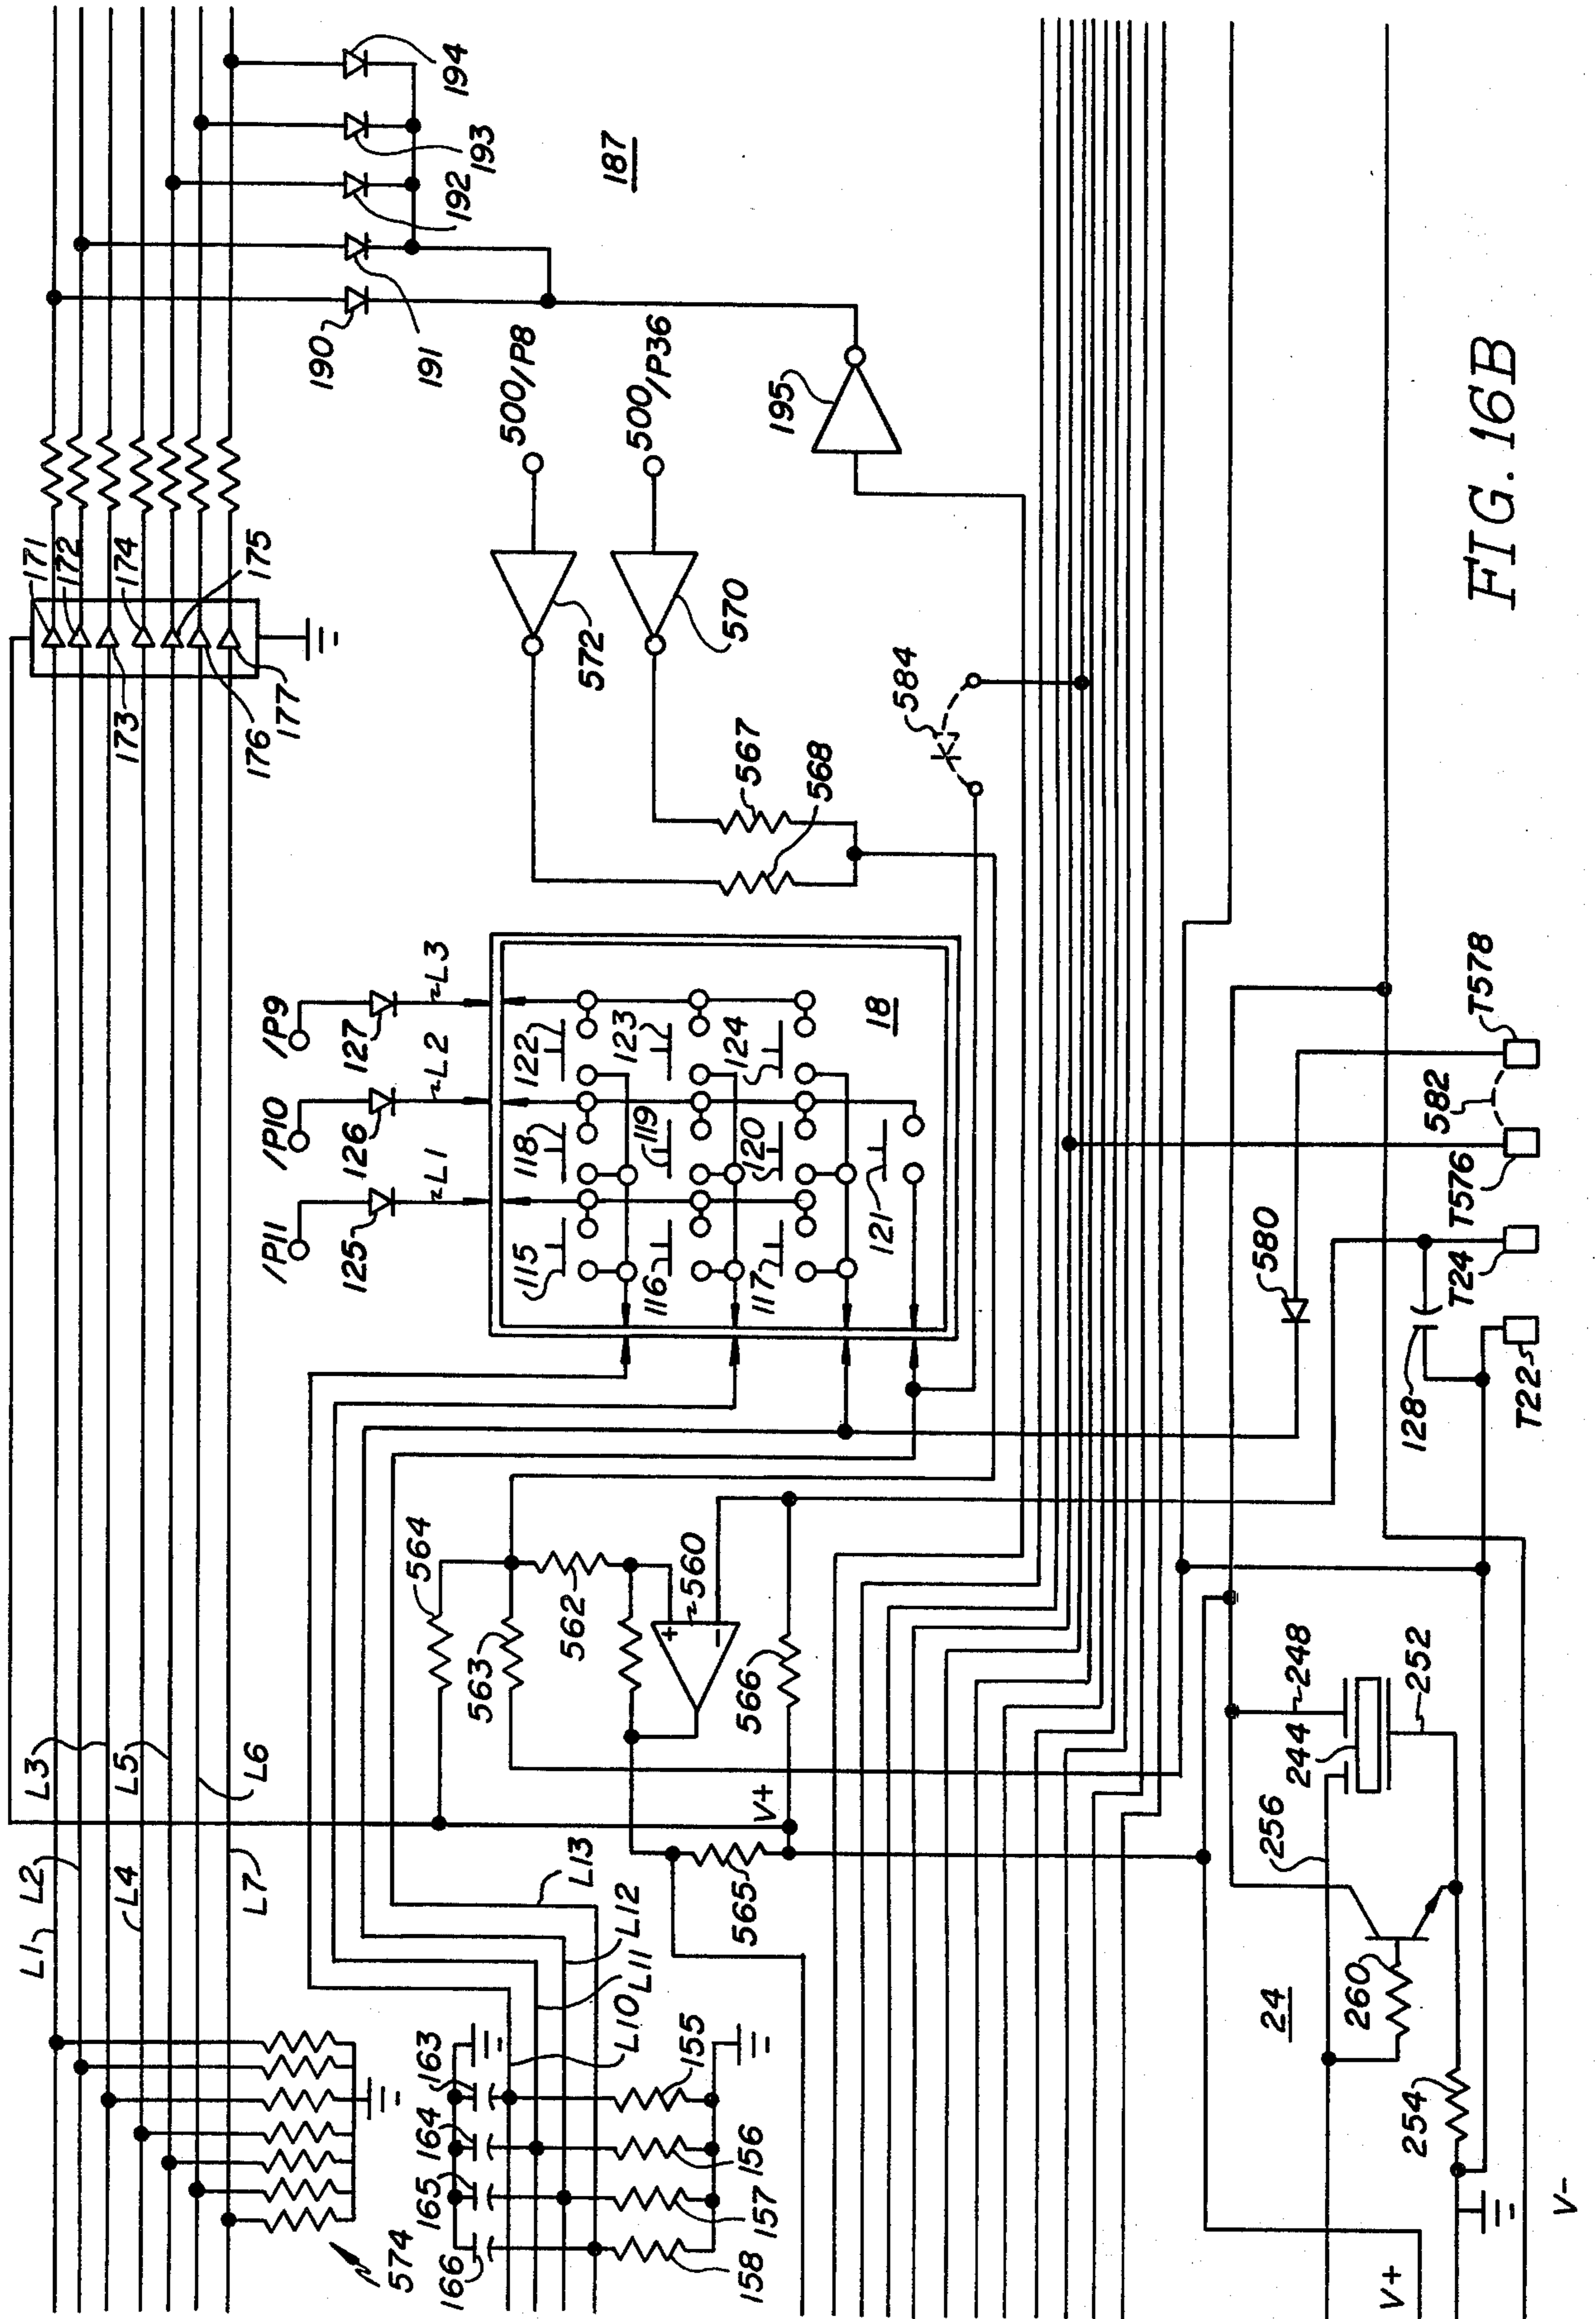 L1
L2
L3
L4
L5
L6
L7
171
172
173
174
175
176
177
190
191
192
193
194
187
574
166
165
164
163
L10
L11
L12
L13
158
157
156
155
564
563
562
560
+
-
566
565
V+
/P11
/P10
/P9
125
126
127
L1
L2
L3
115
118
122
116
119
123
117
120
124
121
18
572
570
500/P8
500/P36
567
568
584
195
24
256
244
248
252
260
254
580
128
T22
T24
T576
582
T578
V+
V-
FIG. 16B